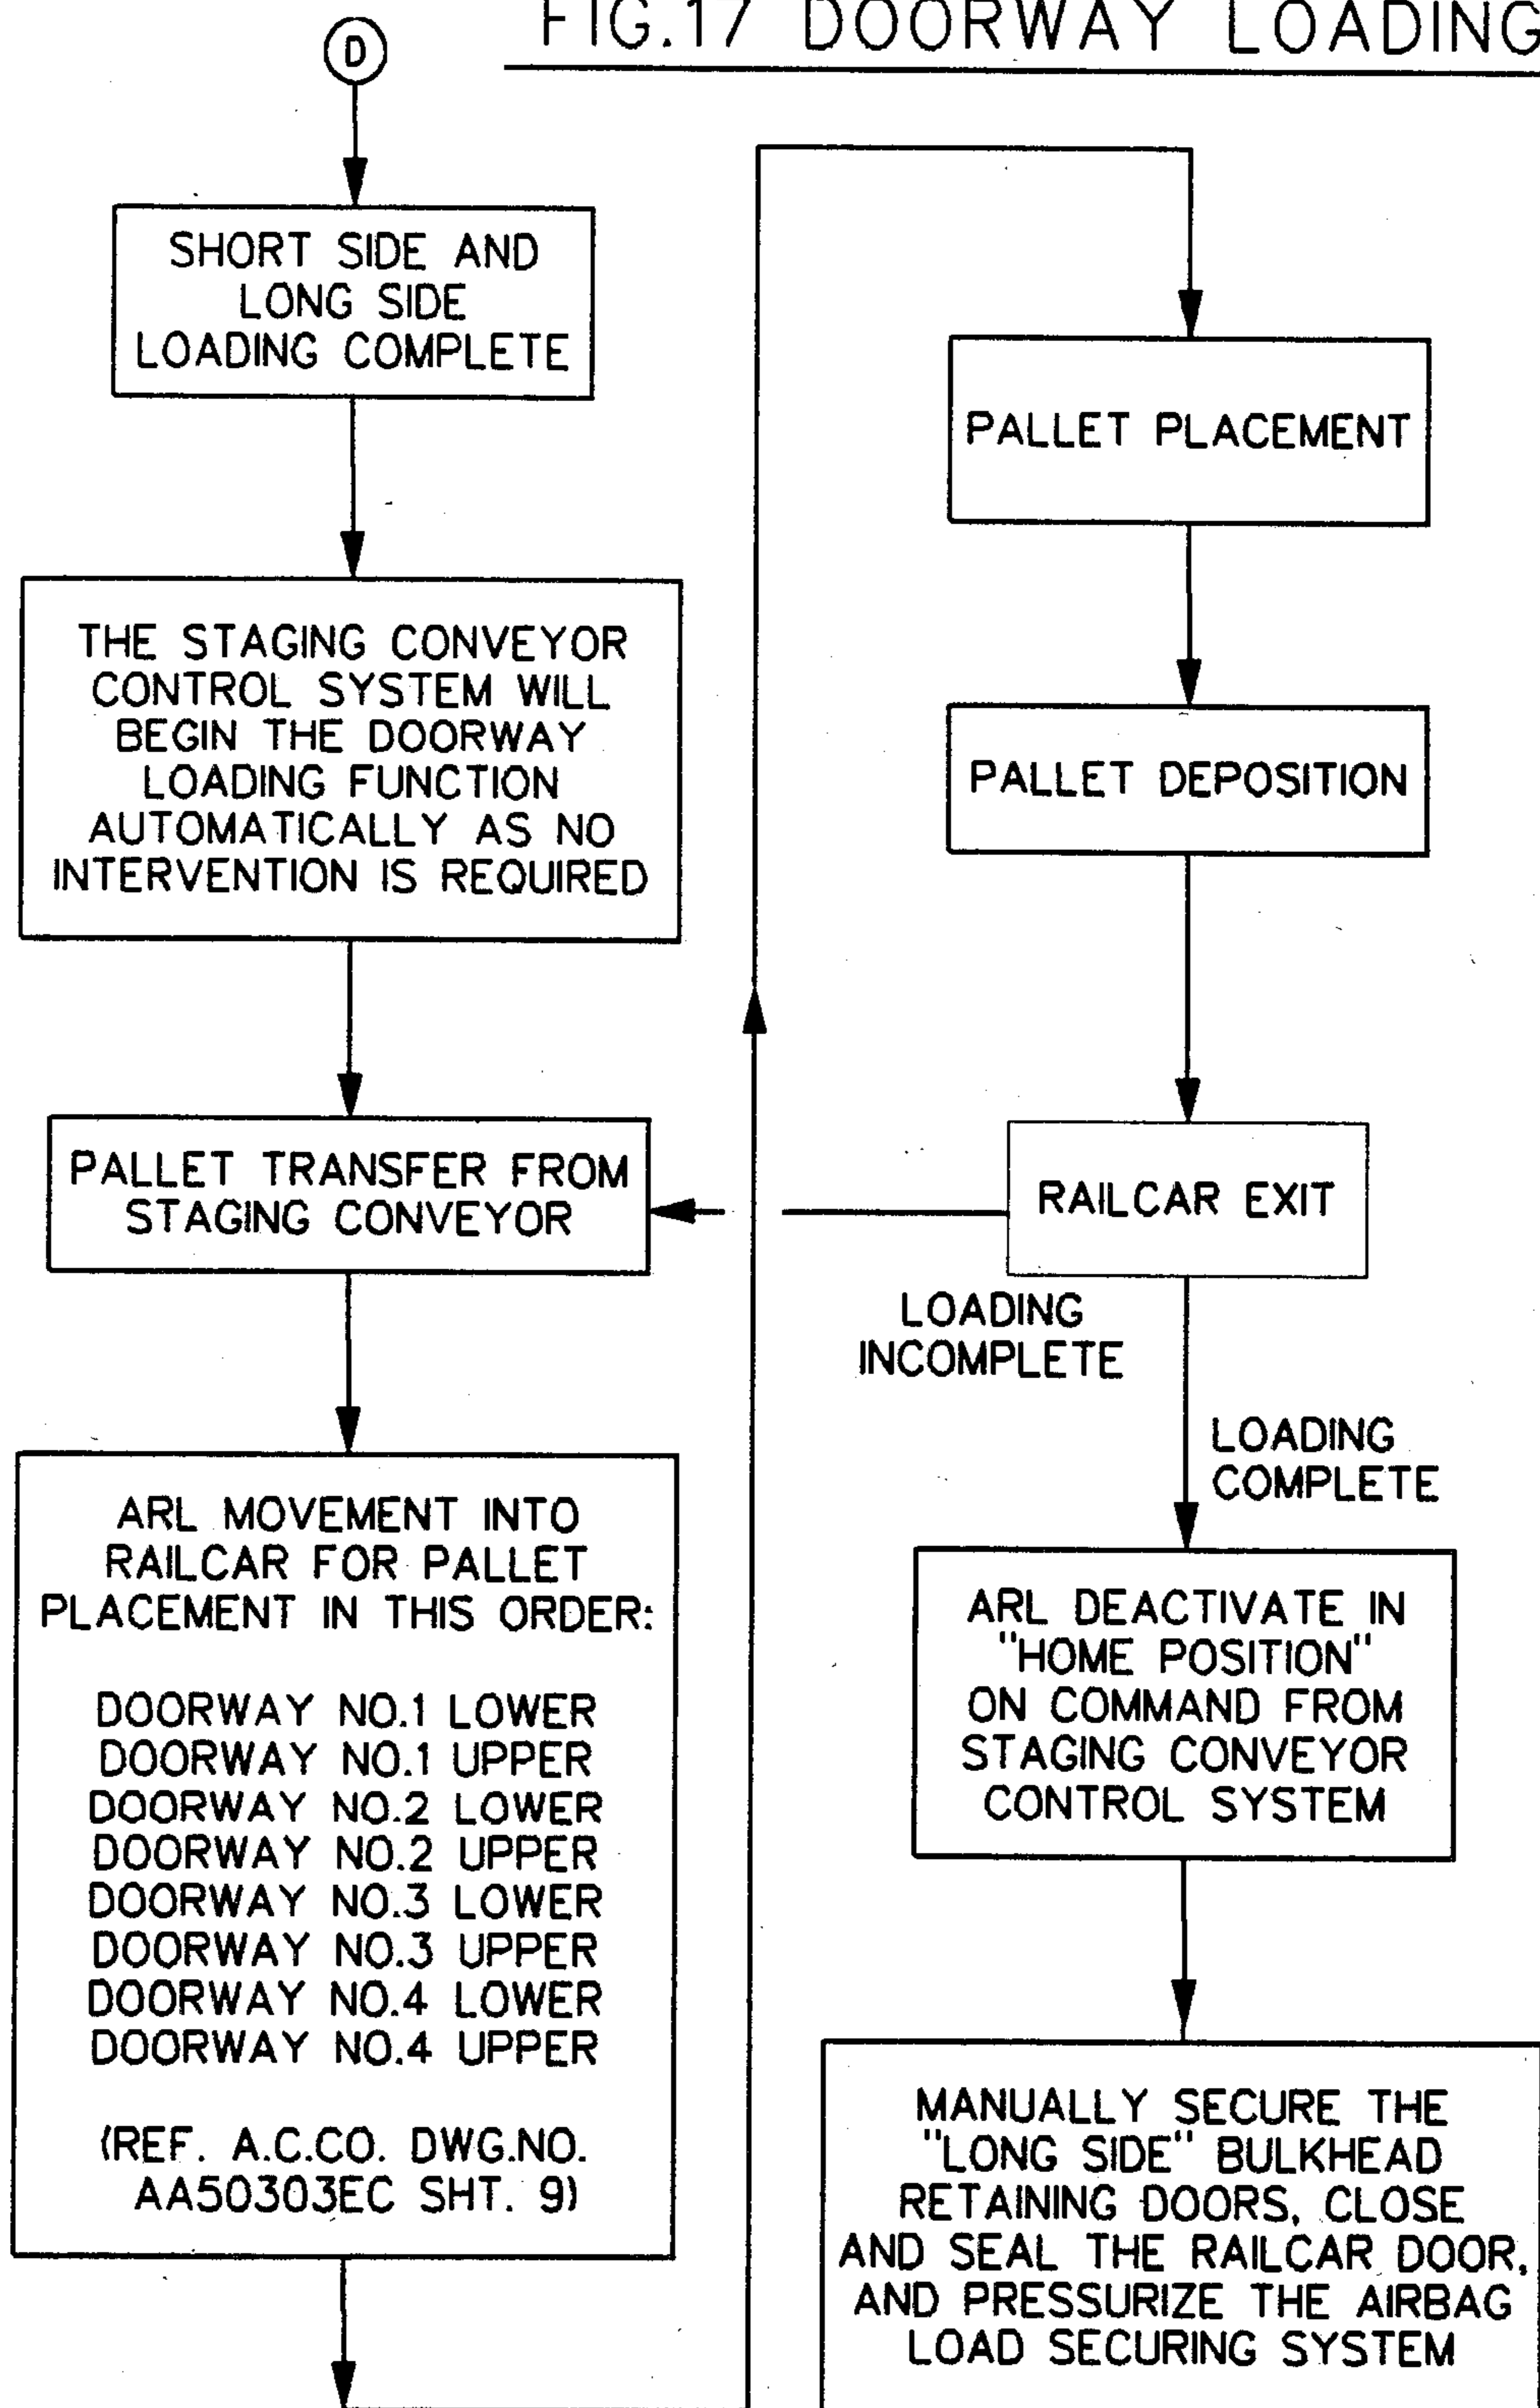 FIG.17 DOORWAY LOADING
D
SHORT SIDE AND
LONG SIDE
LOADING COMPLETE
THE STAGING CONVEYOR
CONTROL SYSTEM WILL
BEGIN THE DOORWAY
LOADING FUNCTION
AUTOMATICALLY AS NO
INTERVENTION IS REQUIRED
PALLET TRANSFER FROM
STAGING CONVEYOR
ARL MOVEMENT INTO
RAILCAR FOR PALLET
PLACEMENT IN THIS ORDER:
DOORWAY NO.1 LOWER
DOORWAY NO.1 UPPER
DOORWAY NO.2 LOWER
DOORWAY NO.2 UPPER
DOORWAY NO.3 LOWER
DOORWAY NO.3 UPPER
DOORWAY NO.4 LOWER
DOORWAY NO.4 UPPER
(REF. A.C.CO. DWG.NO.
AA50303EC SHT. 9)
PALLET PLACEMENT
PALLET DEPOSITION
RAILCAR EXIT
LOADING
INCOMPLETE
LOADING
COMPLETE
ARL DEACTIVATE IN
"HOME POSITION"
ON COMMAND FROM
STAGING CONVEYOR
CONTROL SYSTEM
MANUALLY SECURE THE
"LONG SIDE" BULKHEAD
RETAINING DOORS, CLOSE
AND SEAL THE RAILCAR DOOR,
AND PRESSURIZE THE AIRBAG
LOAD SECURING SYSTEM